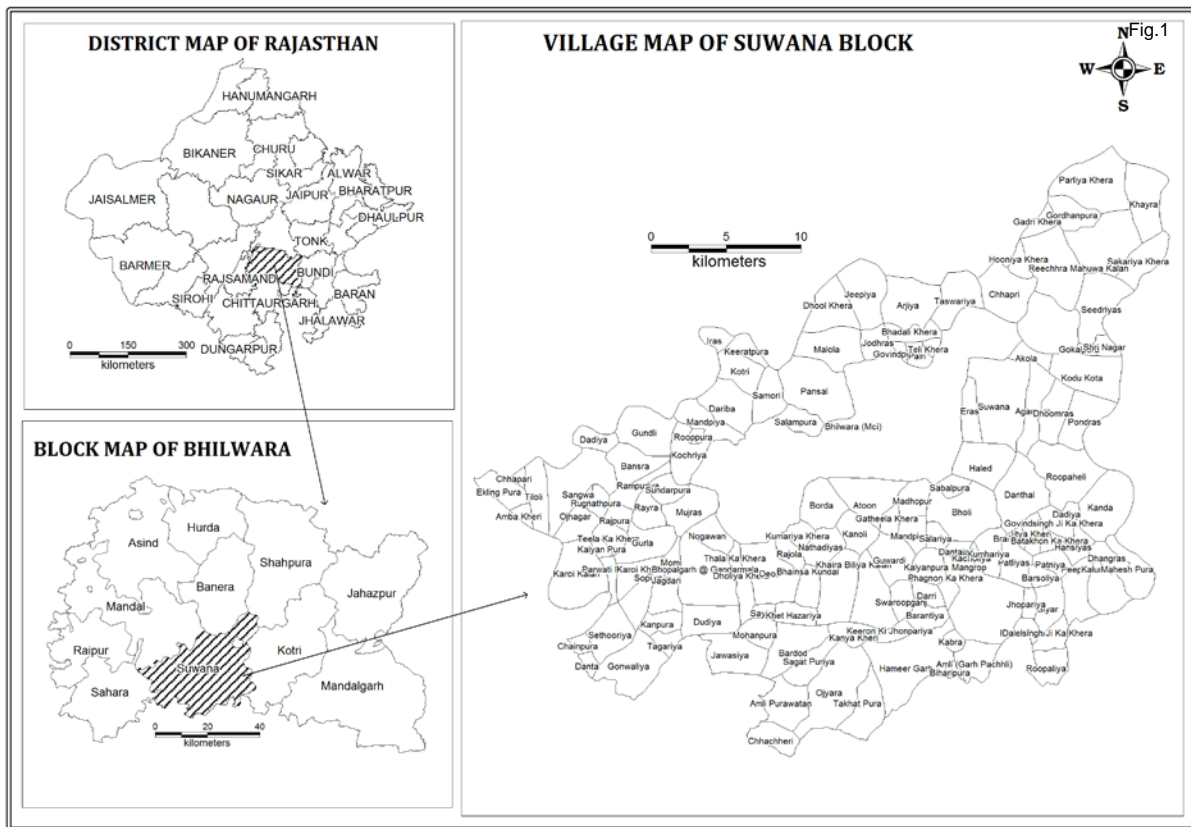 DISTRICT MAP OF RAJASTHAN
HANUMANGARH
BIKANER
CHURU
SIKAR
ALWAR
JAISALMER
NAGAUR
JAIPUR
BHARATPUR
DHAULPUR
TONK
BARMER
RAJSAMAND
BUNDI
SIROHI
CHITTAURGARH
BARAN
JHALAWAR
DUNGARPUR
0 150 300
kilometers
BLOCK MAP OF BHILWARA
Hurda
Asind
Shahpura
Banera
Jahazpur
Mandal
Raipur
Kotri
Suwana
Sahara
Mandalgarh
0 20 40
kilometers
VILLAGE MAP OF SUWANA BLOCK
Fig.1
N
W E
S
0 5 10
kilometers
Partiya Khera
Khayra
Gordhanpura
Gadri Khera
Hooniya Khera
Sakariya Khera
Reechhra Mahuwa Kalan
Chhapri
Taswariya
Jeepiya
Dhool Khera
Arjiya
Seedriyas
Bhadali Khera
Jodhras
Teli Khera
Malola
Shri Nagar
Akola
Iras
Keeratpura
Kotri
Kodu Kota
Samori
Pansal
Suwana
Eras
Dhoomras
Pondras
Dariba
Mandpiya
Salampura
Bhilwara (Mci)
Rooppura
Gundli
Dadiya
Kochriya
Bansra
Haled
Roopaheli
Chhapari
Ekling Pura
Tiloli
Sangwa
Sundarpura
Rugnathpura
Sabalpura
Danthal
Borda
Atoon
Madhopur
Bholi
Dadiya
Kanda
Amba Kheri
Ojhagar
Rajpura
Rayra
Mujras
Gatheela Khera
Govindsingh Ji Ka Khera
Batakhon Ka Khera
Teela Ka Khera
Gurla
Nogawan
Kumariya Khera
Kanoli
Salariya
Kalyan Pura
Nathadiyas
Hansiyas
Rajola
Thala Ka Khera
Guwardi
Kumhariya
Patliyas
Patniya
Dhangras
Karoi Kalan
Bhopalgarh @ Gandarmala
Bhainsa Kundal
Kalyanpura
Mangrop
Mahesh Pura
Jagdari
Phagnon Ka Khera
Barsoliya
Darri
Swaroopganj
Jhopariya
Khet Hazariya
Barantiya
Kanpura
Dudiya
Mohanpura
Keeron Ki Jhonpariya
Sethooriya
Kanya Kheri
Chainpura
Tagariya
Jawasiya
Bardod
Kabra
Sagat Puriya
Danta
Gonwaliya
Amli (Garh Pachhli)
Biharipura
Roopaliya
Amli Purawatan
Ojyara
Takhat Pura
Chhachheri